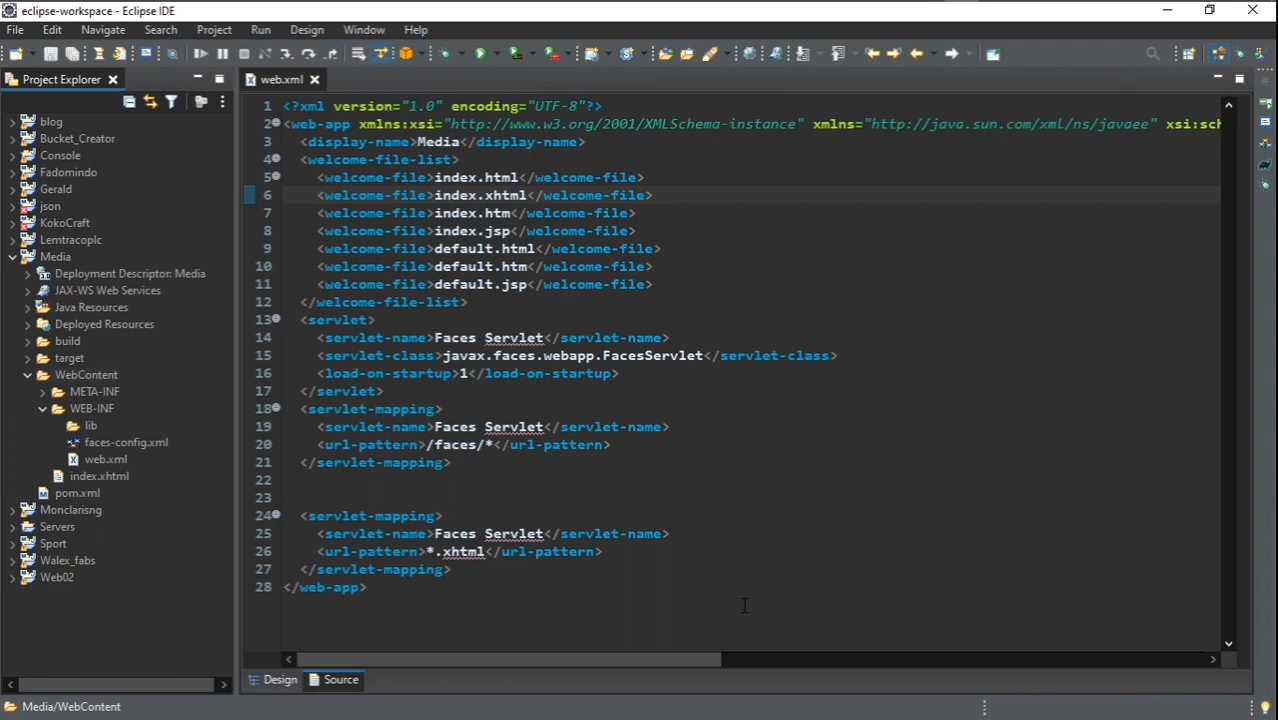 eclipse-workspace - Eclipse IDE
File Edit Navigate Search Project Run Design Window Help
Project Explorer
blog
Bucket_Creator
Console
Fadomindo
Gerald
json
KokoCraft
Lemtracoplc
Media
Deployment Descriptor: Media
JAX-WS Web Services
Java Resources
Deployed Resources
build
target
WebContent
META-INF
WEB-INF
lib
faces-config.xml
web.xml
index.xhtml
pom.xml
Monclarisng
Servers
Sport
Walex_fabs
Web02
web.xml
1 <?xml version="1.0" encoding="UTF-8"?>
2 <web-app xmlns:xsi="http://www.w3.org/2001/XMLSchema-instance" xmlns="http://java.sun.com/xml/ns/javaee" xsi:sch
3 <display-name>Media</display-name>
4 <welcome-file-list>
5 <welcome-file>index.html</welcome-file>
6 <welcome-file>index.xhtml</welcome-file>
7 <welcome-file>index.htm</welcome-file>
8 <welcome-file>index.jsp</welcome-file>
9 <welcome-file>default.html</welcome-file>
10 <welcome-file>default.htm</welcome-file>
11 <welcome-file>default.jsp</welcome-file>
12 </welcome-file-list>
13 <servlet>
14 <servlet-name>Faces Servlet</servlet-name>
15 <servlet-class>javax.faces.webapp.FacesServlet</servlet-class>
16 <load-on-startup>1</load-on-startup>
17 </servlet>
18 <servlet-mapping>
19 <servlet-name>Faces Servlet</servlet-name>
20 <url-pattern>/faces/*</url-pattern>
21 </servlet-mapping>
22
23
24 <servlet-mapping>
25 <servlet-name>Faces Servlet</servlet-name>
26 <url-pattern>*.xhtml</url-pattern>
27 </servlet-mapping>
28 </web-app>
Design Source
Media/WebContent